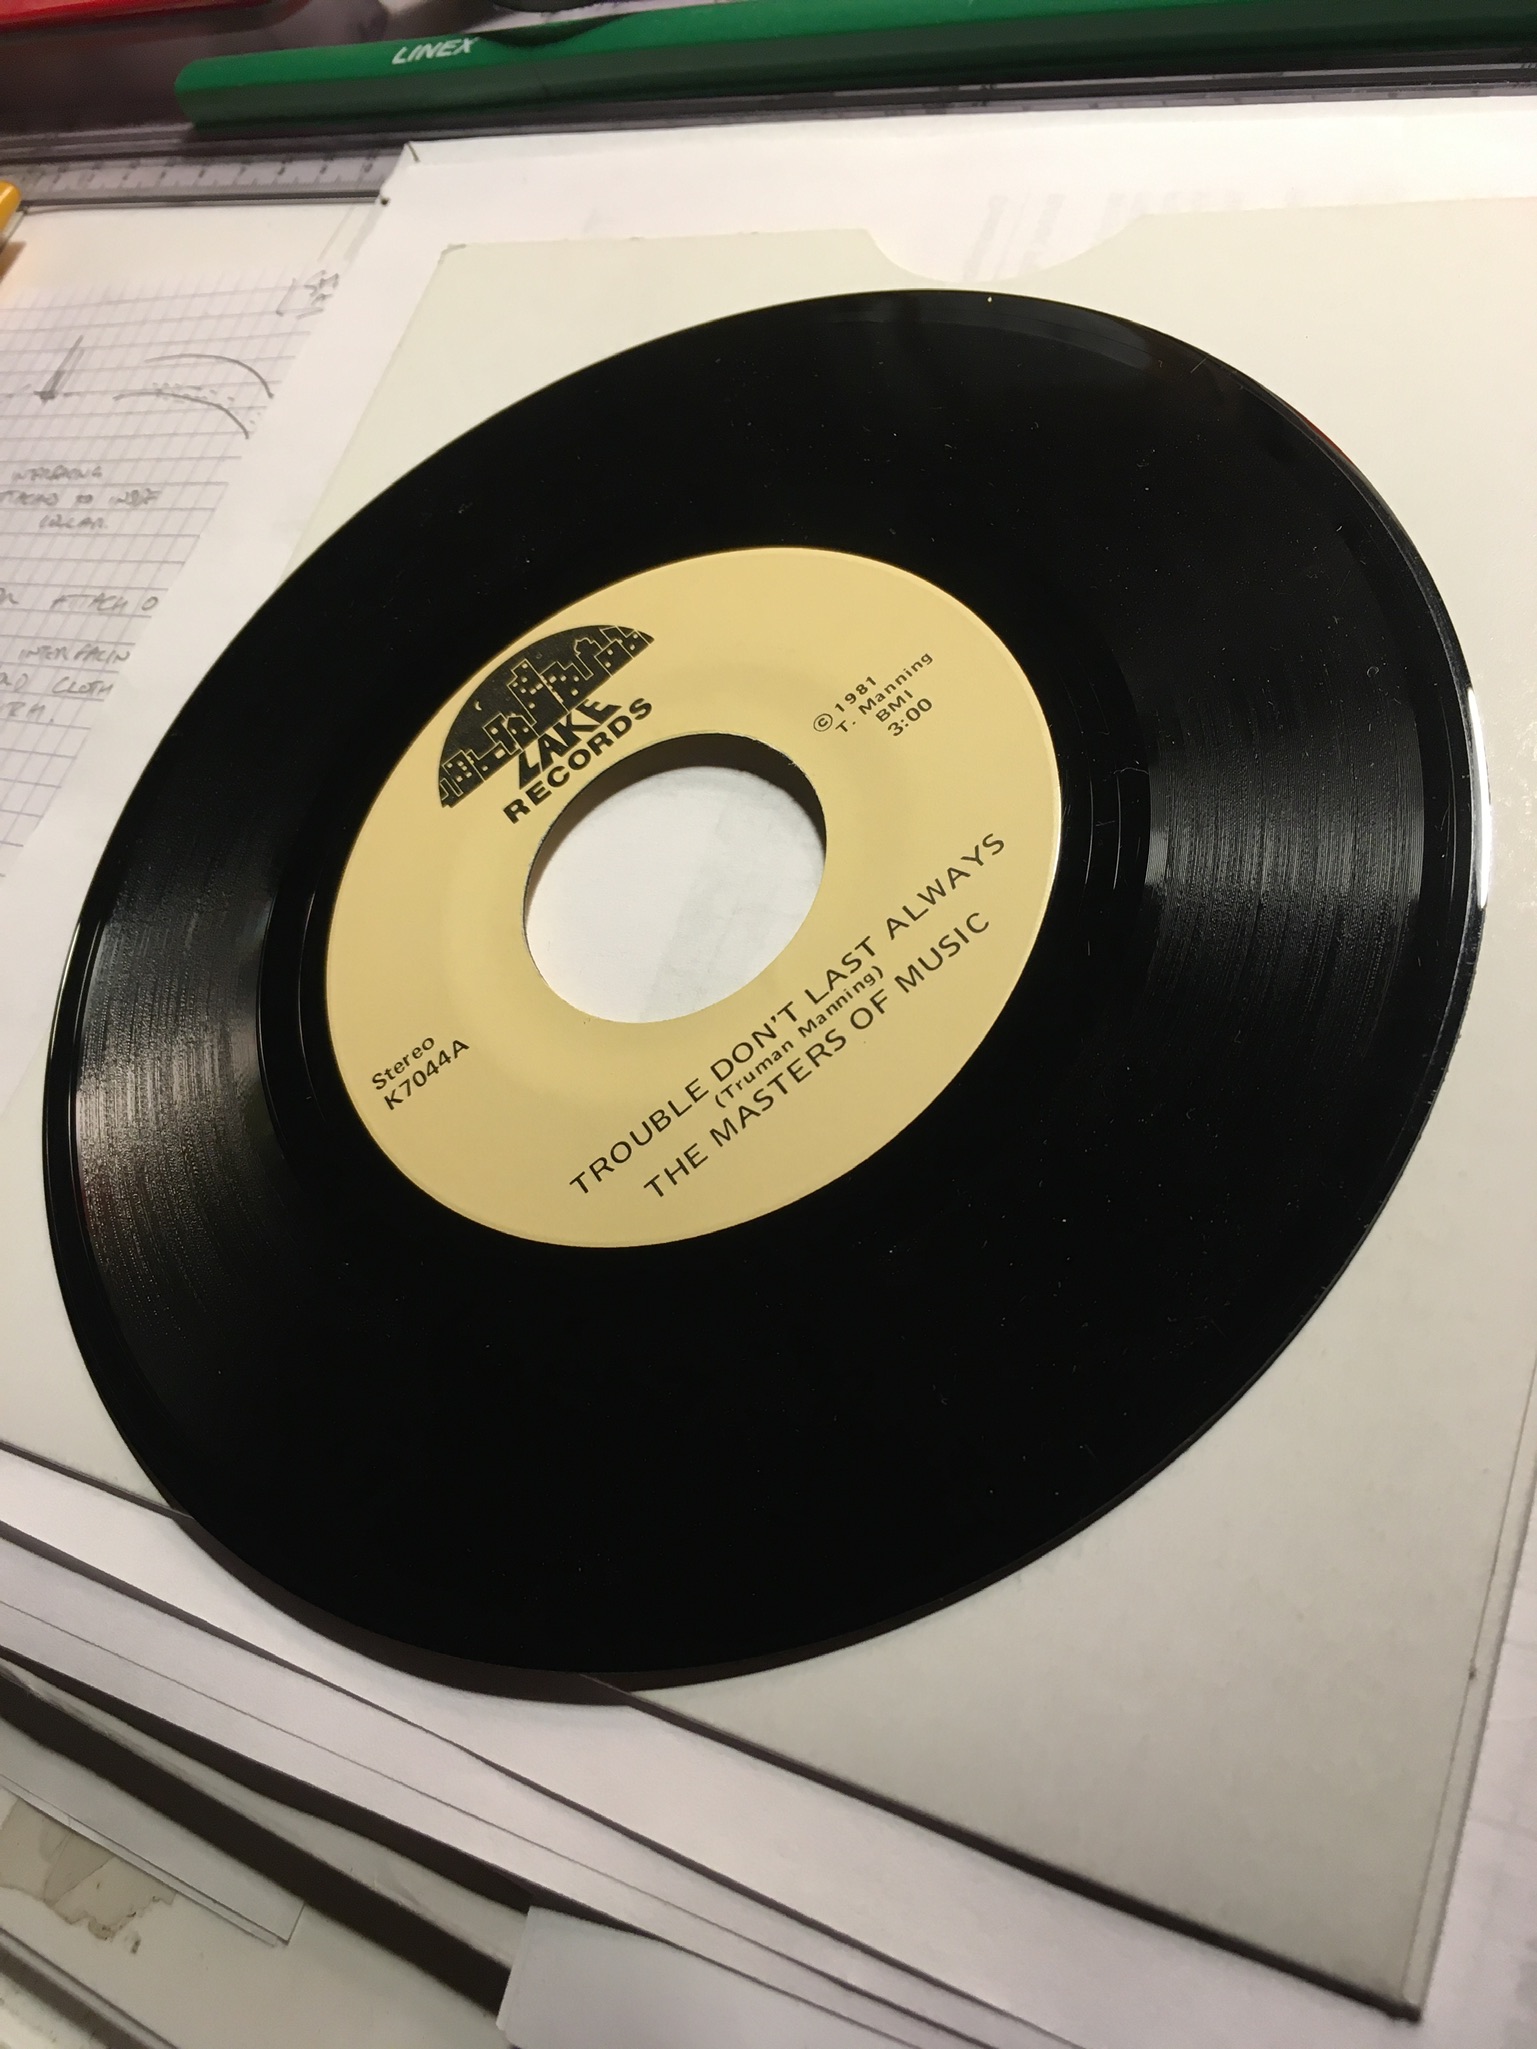 LINEX
LAKE
RECORDS
© 1981
T. Manning
BMI
3:00
Stereo
K7044A
TROUBLE DON'T LAST ALWAYS
(Truman Manning)
THE MASTERS OF MUSIC
ATTACH
CLOTH